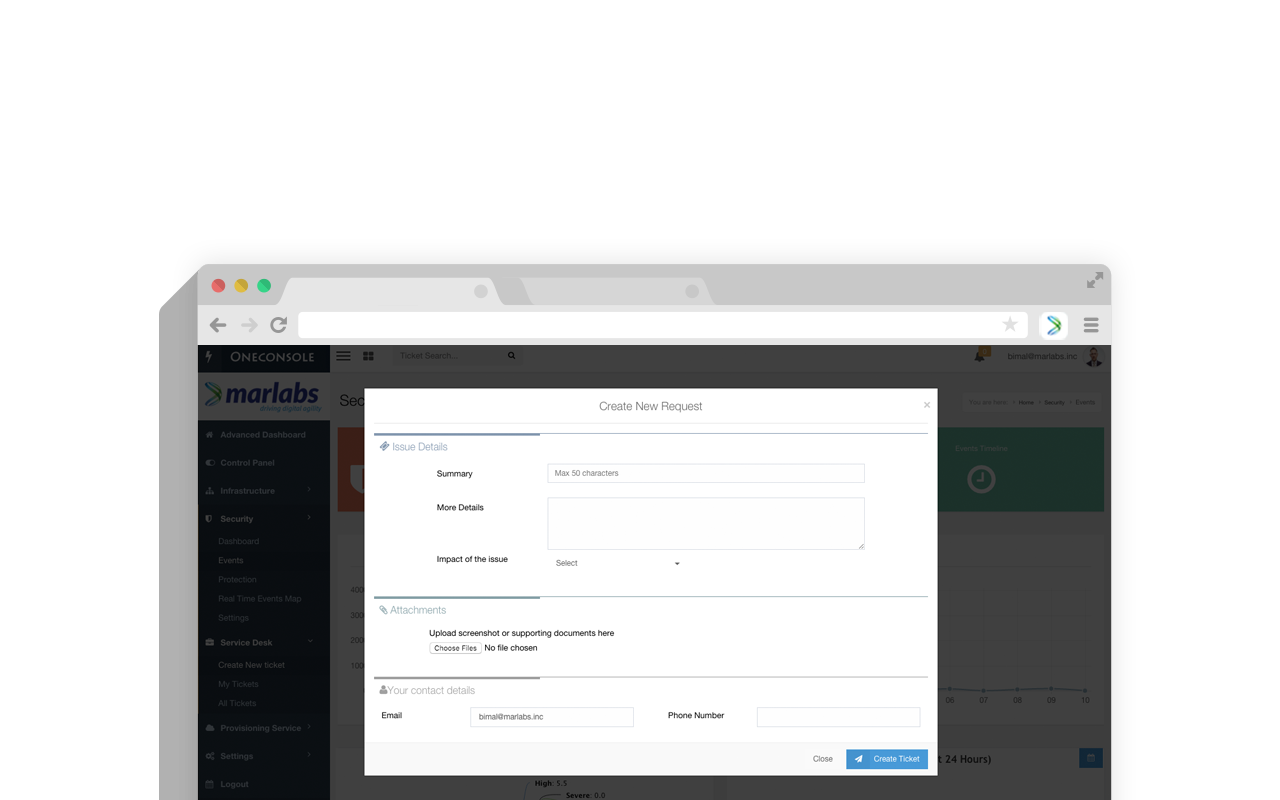 ONECONSOLE
Ticket Search...
bimal@marlabs.inc
marlabs
driving digital agility
Sec
You are here: Home Security Events
Create New Request
×
Advanced Dashboard
Control Panel
Infrastructure
Security
Dashboard
Events
Protection
Real Time Events Map
Settings
Service Desk
Create New ticket
My Tickets
All Tickets
Provisioning Service
Settings
Logout
Issue Details
Summary
Max 50 characters
More Details
Impact of the issue
Select
Attachments
Upload screenshot or supporting documents here
Choose Files No file chosen
Your contact details
Email
bimal@marlabs.inc
Phone Number
Close
Create Ticket
Events Timeline
400
300
200
100
06 07 08 09 10
t 24 Hours)
High: 5.5
Severe: 0.0